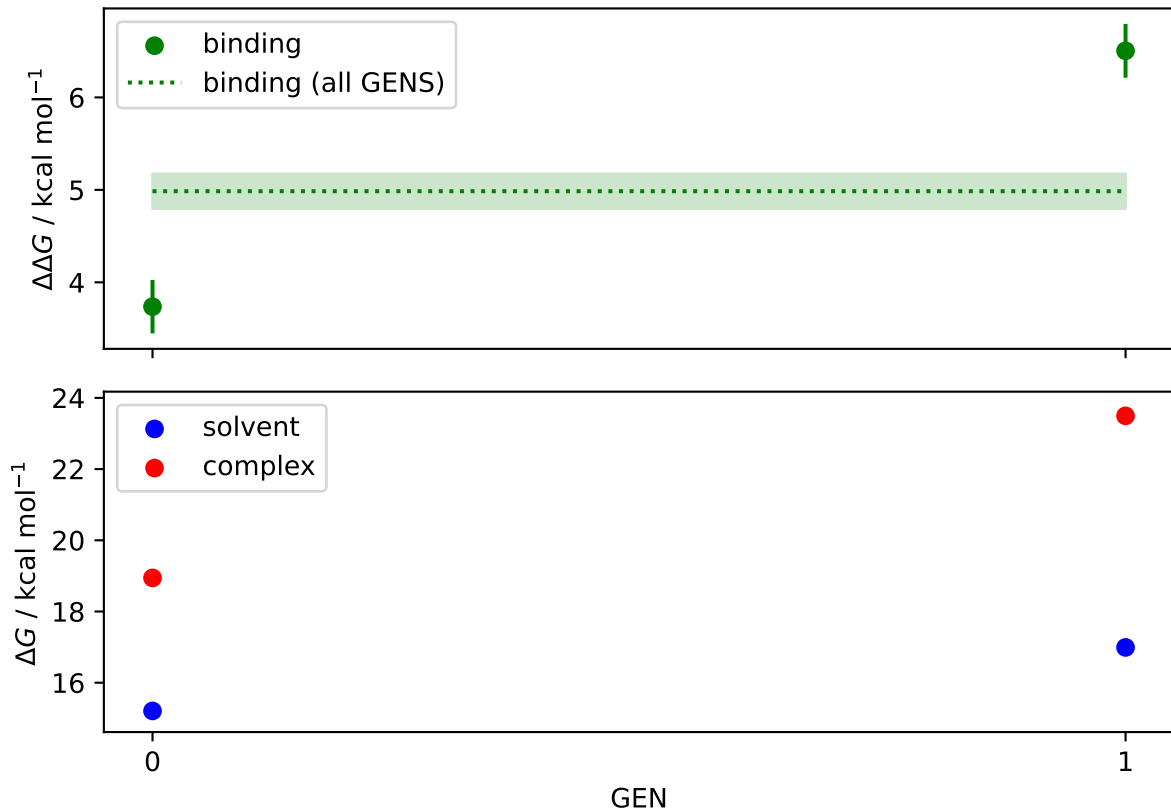 binding
binding (all GENS)
6
5
4
ΔΔG / kcal mol⁻¹
solvent
complex
24
22
20
18
16
ΔG / kcal mol⁻¹
0 1
GEN